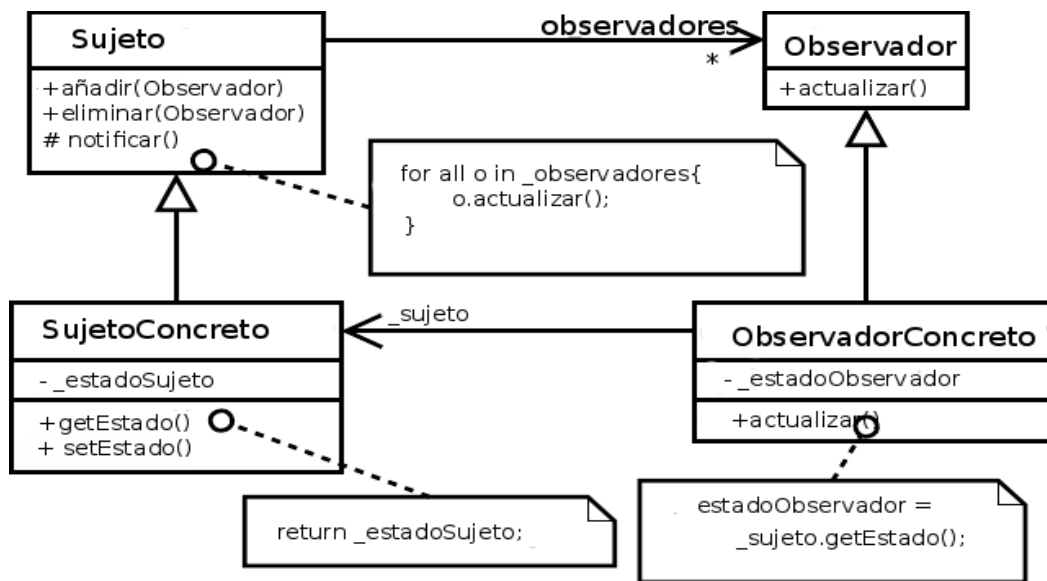 Sujeto
+añadir(Observador)
+eliminar(Observador)
# notificar()
observadores
*
Observador
+actualizar()
for all o in _observadores{
o.actualizar();
}
SujetoConcreto
- _estadoSujeto
+getEstado()
+ setEstado()
_sujeto
ObservadorConcreto
- _estadoObservador
+actualizar()
return _estadoSujeto;
estadoObservador =
_sujeto.getEstado();